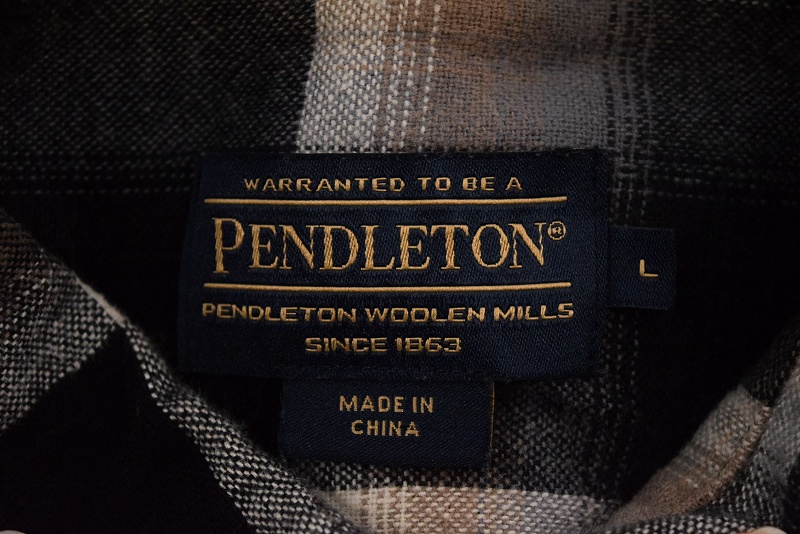 WARRANTED TO BE A
PENDLETON®
PENDLETON WOOLEN MILLS
SINCE 1863
L
MADE IN
CHINA